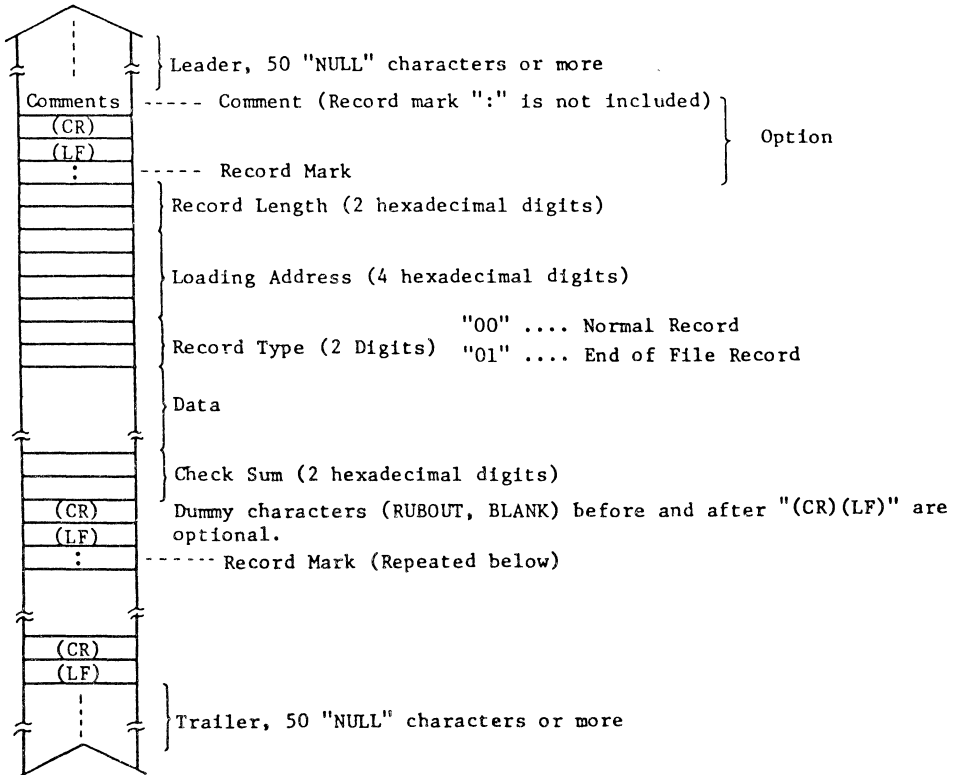 Leader, 50 "NULL" characters or more
Comments ----- Comment (Record mark ":" is not included)
(CR)
Option
(LF)
: ----- Record Mark
Record Length (2 hexadecimal digits)
Loading Address (4 hexadecimal digits)
"00" .... Normal Record
Record Type (2 Digits)
"01" .... End of File Record
Data
Check Sum (2 hexadecimal digits)
(CR) Dummy characters (RUBOUT, BLANK) before and after "(CR)(LF)" are
(LF) optional.
: ------ Record Mark (Repeated below)
(CR)
(LF)
Trailer, 50 "NULL" characters or more